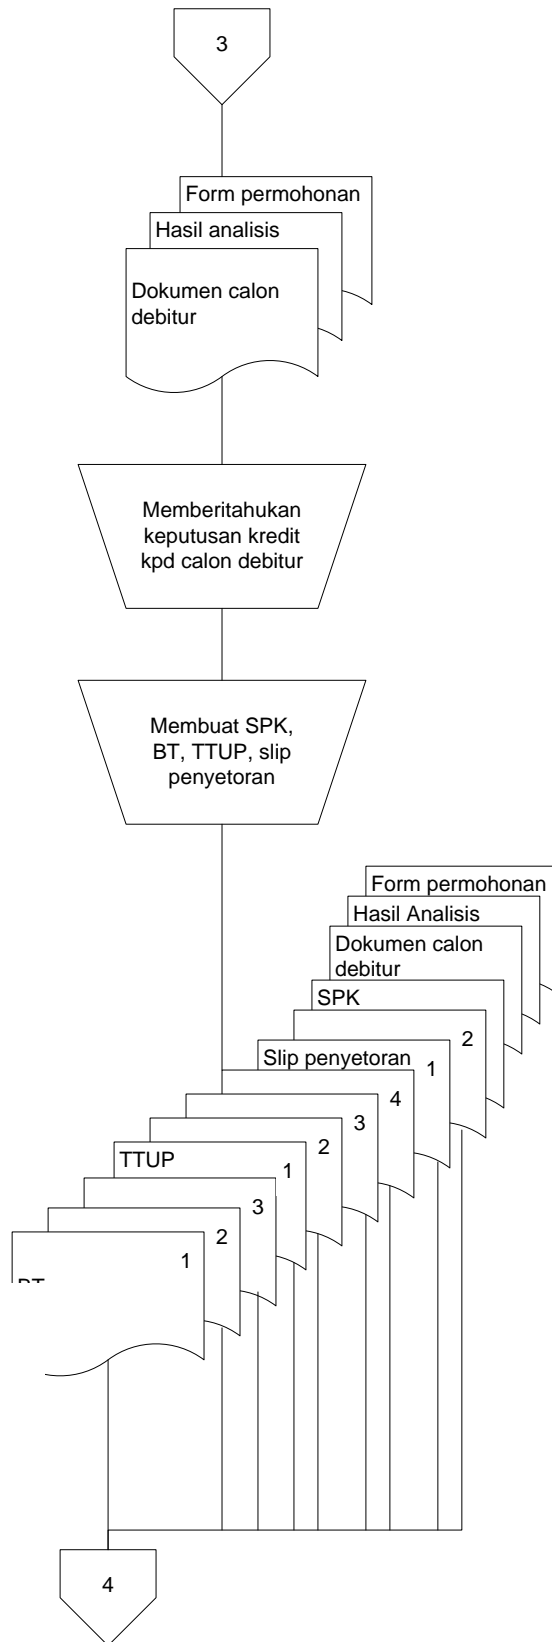 3
Form permohonan
Hasil analisis
Dokumen calon
debitur
Memberitahukan
keputusan kredit
kpd calon debitur
Membuat SPK,
BT, TTUP, slip
penyetoran
Form permohonan
Hasil Analisis
Dokumen calon
debitur
SPK
2
Slip penyetoran
1
4
3
2
TTUP
1
3
2
1
4